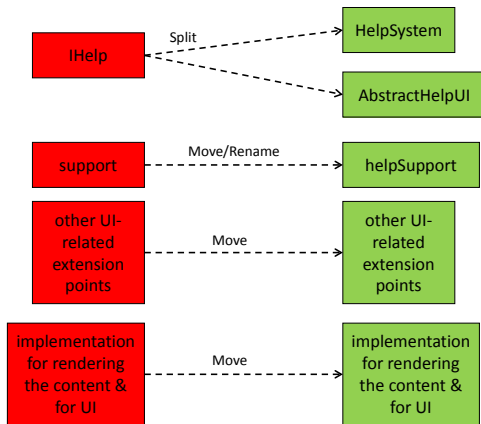 Split
HelpSystem
IHelp
AbstractHelpUI
Move/Rename
support
helpSupport
other UI-
related
extension
points
Move
other UI-
related
extension
points
implementation
for rendering
the content &
for UI
Move
implementation
for rendering
the content &
for UI